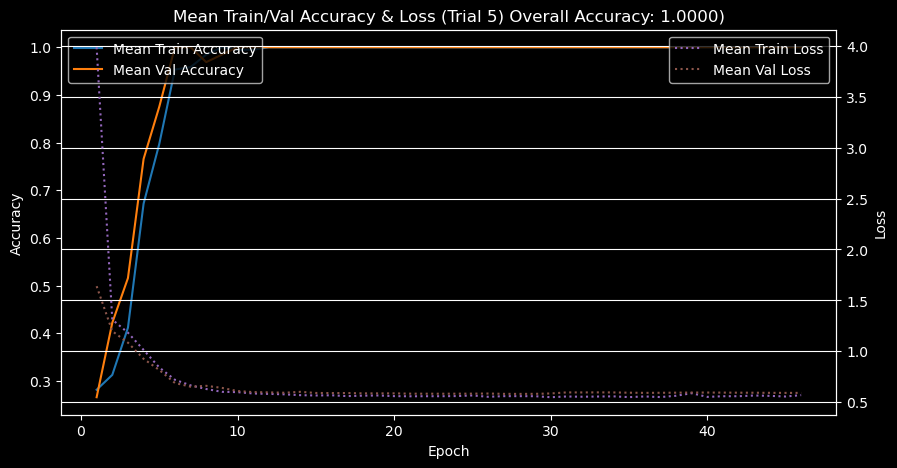 Mean Train/Val Accuracy & Loss (Trial 5) Overall Accuracy: 1.0000)
Mean Train Accuracy
Mean Val Accuracy
Mean Train Loss
Mean Val Loss
Accuracy
1.0
0.9
0.8
0.7
0.6
0.5
0.4
0.3
4.0
3.5
3.0
2.5
2.0
1.5
1.0
0.5
Loss
0 10 20 30 40
Epoch